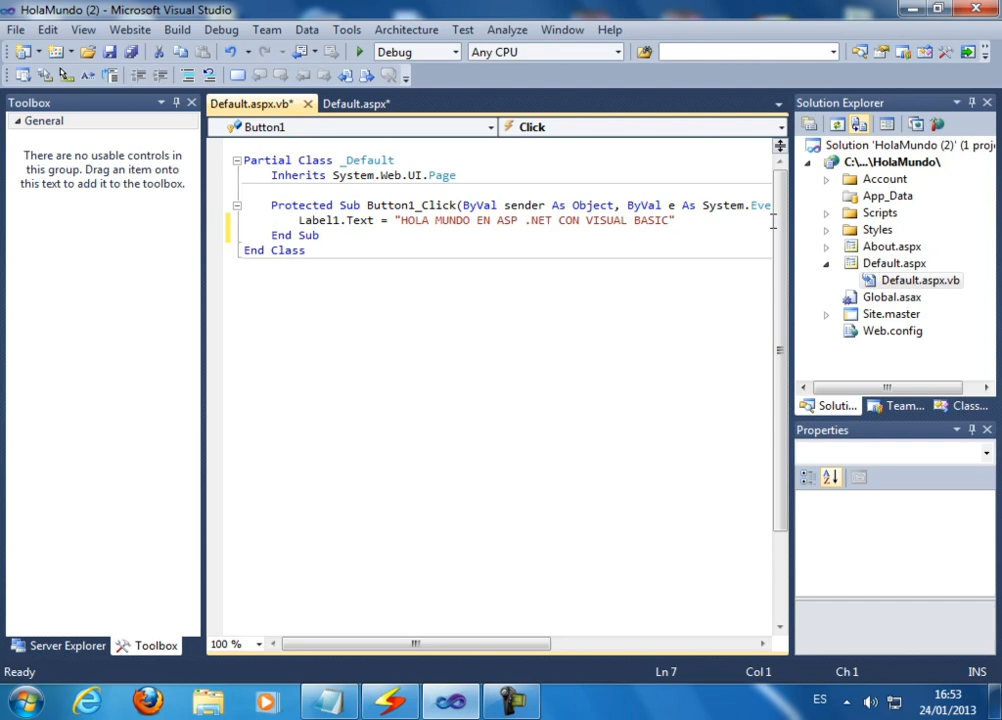 HolaMundo (2) - Microsoft Visual Studio
File Edit View Website Build Debug Team Data Tools Architecture Test Analyze Window Help
Debug Any CPU
Toolbox
General
There are no usable controls in
this group. Drag an item onto
this text to add it to the toolbox.
Server Explorer Toolbox
Default.aspx.vb* Default.aspx*
Button1 Click
Partial Class _Default
Inherits System.Web.UI.Page
Protected Sub Button1_Click(ByVal sender As Object, ByVal e As System.Eve
Label1.Text = "HOLA MUNDO EN ASP .NET CON VISUAL BASIC"
End Sub
End Class
100 %
Solution Explorer
Solution 'HolaMundo (2)' (1 proj
C:\...\HolaMundo\
Account
App_Data
Scripts
Styles
About.aspx
Default.aspx
Default.aspx.vb
Global.asax
Site.master
Web.config
Soluti... Team... Class...
Properties
Ready Ln 7 Col 1 Ch 1 INS
ES 16:53
24/01/2013